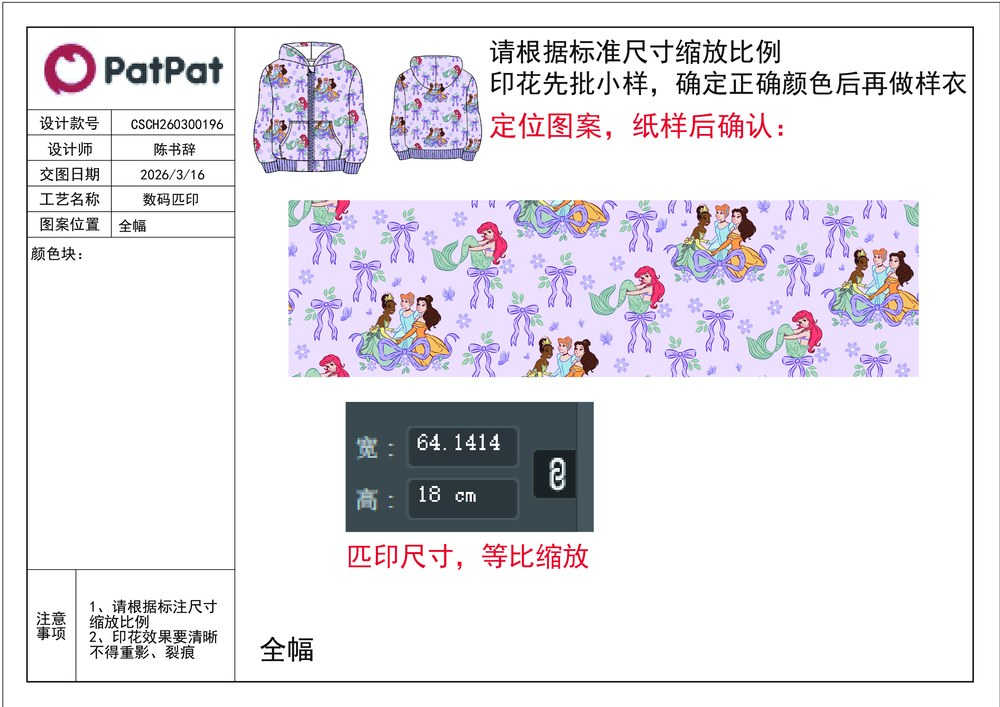 PatPat
设计款号 CSCH260300196
设计师 陈书辞
交图日期 2026/3/16
工艺名称 数码匹印
图案位置 全幅
颜色块：
请根据标准尺寸缩放比例
印花先批小样，确定正确颜色后再做样衣
定位图案，纸样后确认：
宽： 64.1414
高： 18 cm
匹印尺寸，等比缩放
注意
事项
1、请根据标注尺寸
缩放比例
2、印花效果要清晰
不得重影、裂痕
全幅